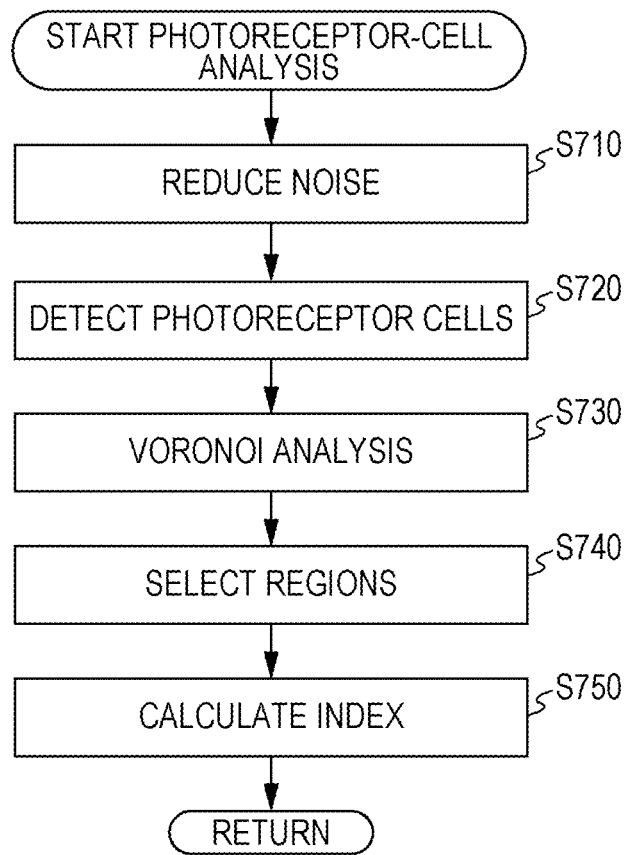 START PHOTORECEPTOR-CELL
ANALYSIS
S710
REDUCE NOISE
S720
DETECT PHOTORECEPTOR CELLS
S730
VORONOI ANALYSIS
S740
SELECT REGIONS
S750
CALCULATE INDEX
RETURN